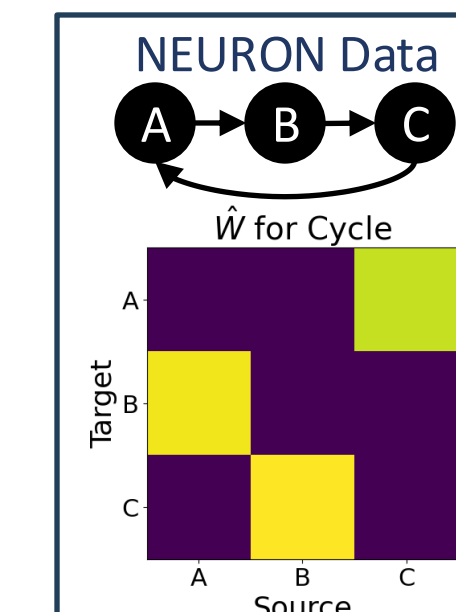 NEURON Data
A B C
Ŵ for Cycle
A
B
C
Target
A B C
Source